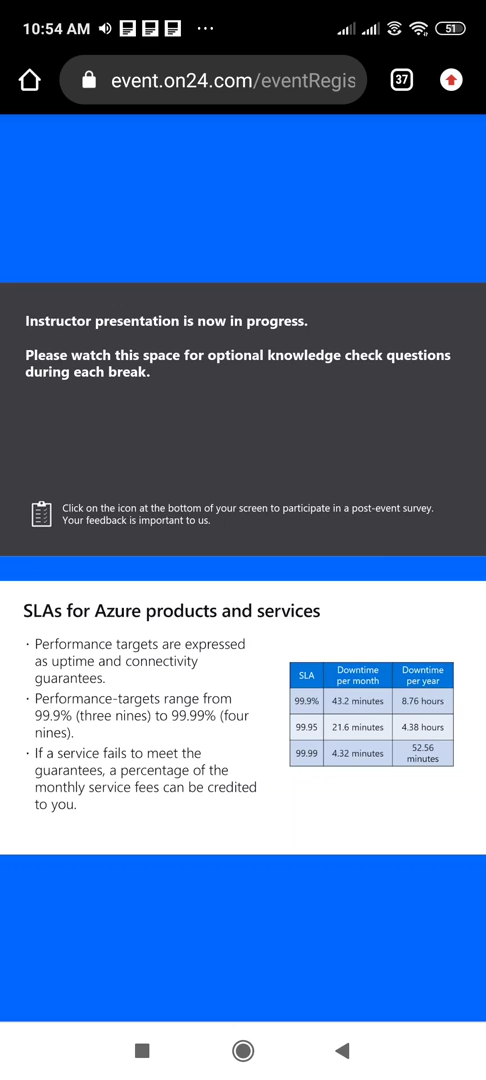 10:54 AM
51
event.on24.com/eventRegis
37
Instructor presentation is now in progress.
Please watch this space for optional knowledge check questions
during each break.
Click on the icon at the bottom of your screen to participate in a post-event survey.
Your feedback is important to us.
SLAs for Azure products and services
· Performance targets are expressed
as uptime and connectivity
guarantees.
· Performance-targets range from
99.9% (three nines) to 99.99% (four
nines).
· If a service fails to meet the
guarantees, a percentage of the
monthly service fees can be credited
to you.
SLA Downtime per month Downtime per year
99.9% 43.2 minutes 8.76 hours
99.95 21.6 minutes 4.38 hours
99.99 4.32 minutes 52.56 minutes